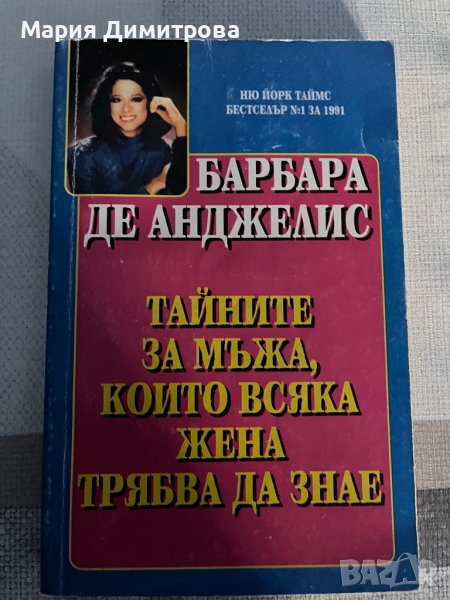 Мария Димитрова
НЮ ЙОРК ТАЙМС
БЕСТСЕЛЪР №1 ЗА 1991
БАРБАРА
ДЕ АНДЖЕЛИС
ТАЙНИТЕ
ЗА МЪЖА,
КОИТО ВСЯКА
ЖЕНА
ТРЯБВА ДА ЗНАЕ
BAZAR